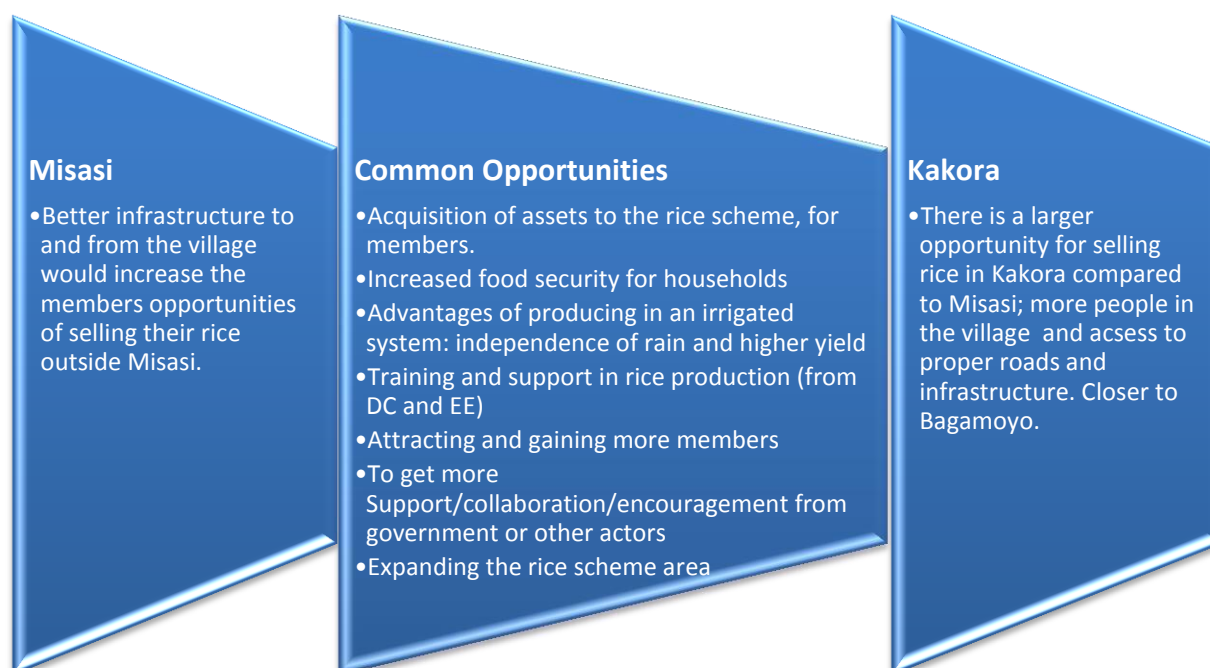 Misasi
•Better infrastructure to
and from the village
would increase the
members opportunities
of selling their rice
outside Misasi.
Common Opportunities
•Acquisition of assets to the rice scheme, for
members.
•Increased food security for households
•Advantages of producing in an irrigated
system: independence of rain and higher yield
•Training and support in rice production (from
DC and EE)
•Attracting and gaining more members
•To get more
Support/collaboration/encouragement from
government or other actors
•Expanding the rice scheme area
Kakora
•There is a larger
opportunity for selling
rice in Kakora compared
to Misasi; more people in
the village and acsess to
proper roads and
infrastructure. Closer to
Bagamoyo.